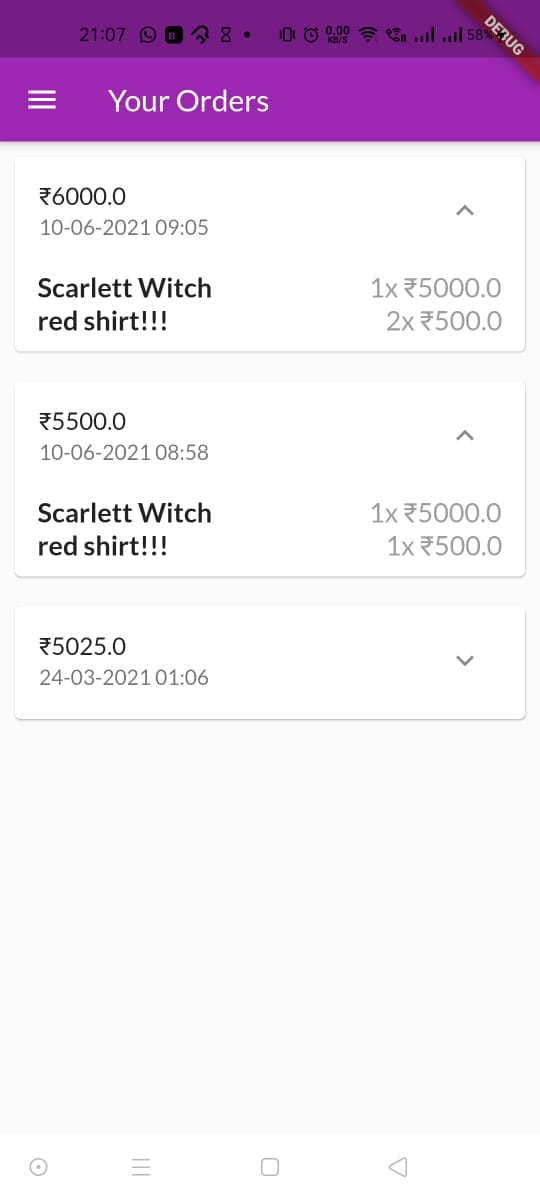 21:07 B 0.00 KB/S R 58%
DEBUG
Your Orders
₹6000.0
10-06-2021 09:05
Scarlett Witch 1x ₹5000.0
red shirt!!! 2x ₹500.0
₹5500.0
10-06-2021 08:58
Scarlett Witch 1x ₹5000.0
red shirt!!! 1x ₹500.0
₹5025.0
24-03-2021 01:06